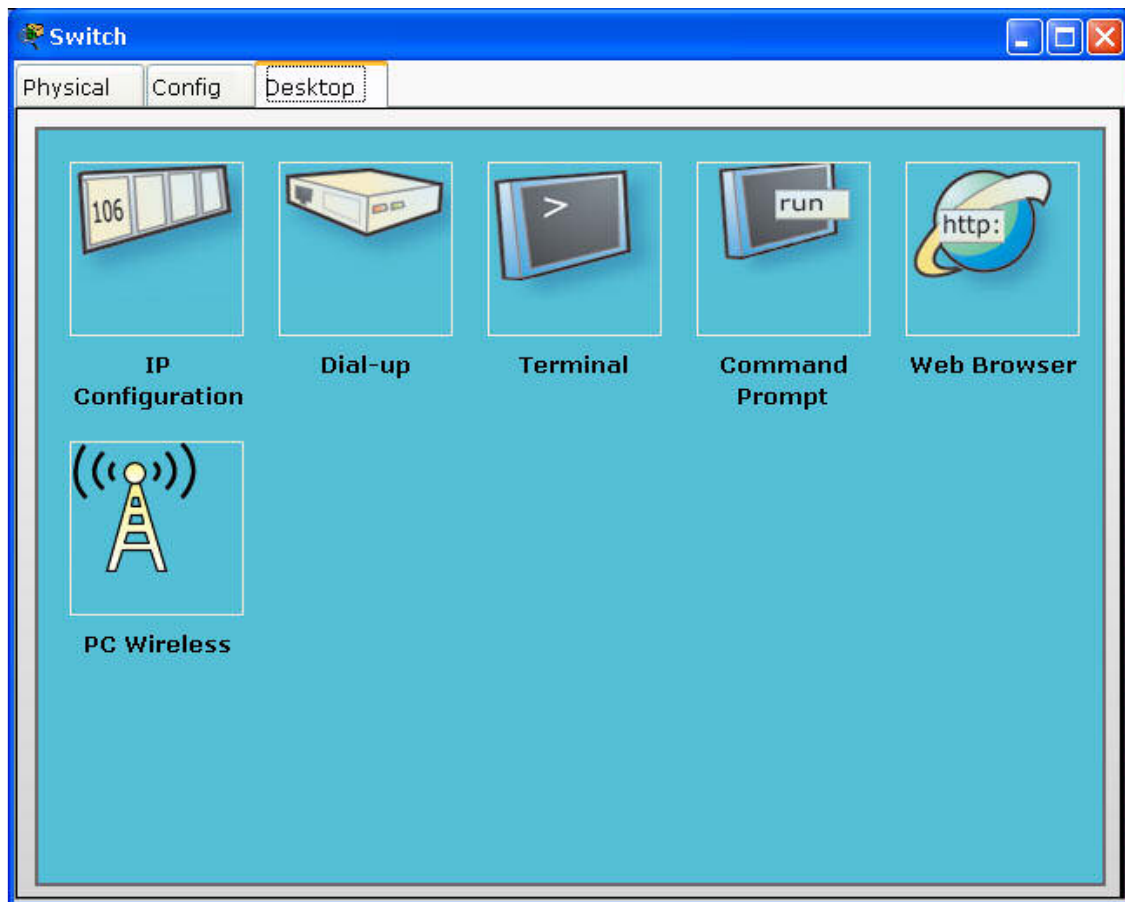 Switch
Physical Config Desktop
106
>
run
http:
IP
Configuration
Dial-up
Terminal
Command
Prompt
Web Browser
PC Wireless